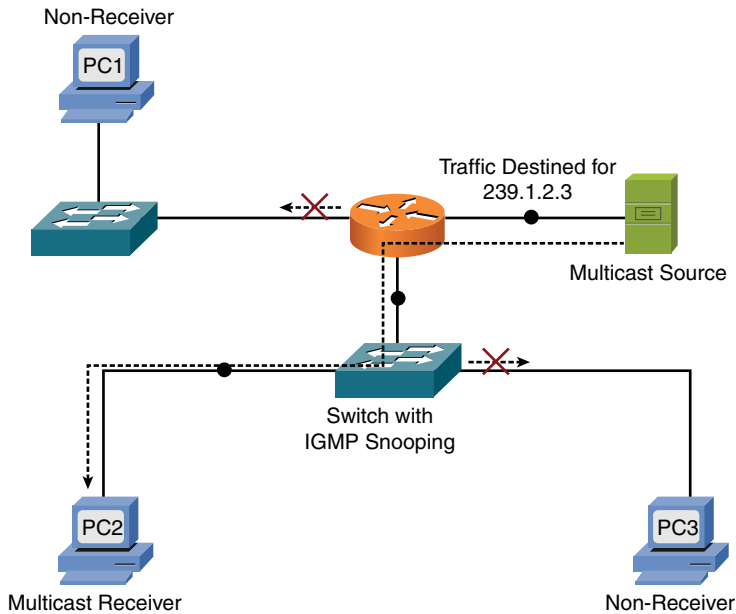 Non-Receiver
PC1
Traffic Destined for
239.1.2.3
Multicast Source
Switch with
IGMP Snooping
PC2
PC3
Multicast Receiver
Non-Receiver